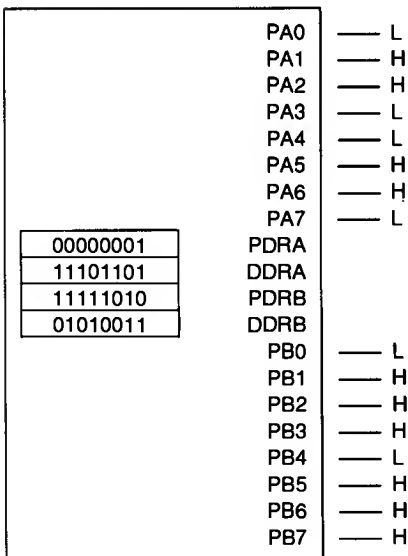 PA0 L
PA1 H
PA2 H
PA3 L
PA4 L
PA5 H
PA6 H
PA7 L
00000001 PDRA
11101101 DDRA
11111010 PDRB
01010011 DDRB
PB0 L
PB1 H
PB2 H
PB3 H
PB4 L
PB5 H
PB6 H
PB7 H